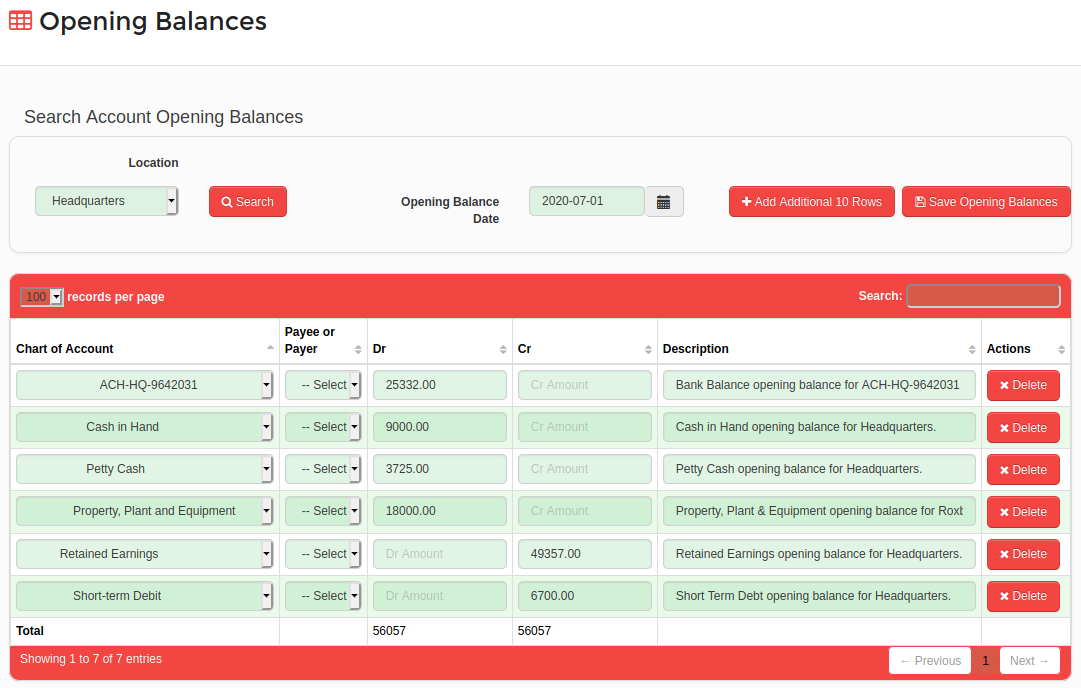 Opening Balances
Search Account Opening Balances
Location
Headquarters
Search
Opening Balance
Date
2020-07-01
Add Additional 10 Rows
Save Opening Balances
100 records per page
Search:
Chart of Account Payee or Payer Dr Cr Description Actions
ACH-HQ-9642031 -- Select 25332.00 Cr Amount Bank Balance opening balance for ACH-HQ-9642031 Delete
Cash in Hand -- Select 9000.00 Cr Amount Cash in Hand opening balance for Headquarters. Delete
Petty Cash -- Select 3725.00 Cr Amount Petty Cash opening balance for Headquarters. Delete
Property, Plant and Equipment -- Select 18000.00 Cr Amount Property, Plant & Equipment opening balance for Roxb Delete
Retained Earnings -- Select Dr Amount 49357.00 Retained Earnings opening balance for Headquarters. Delete
Short-term Debit -- Select Dr Amount 6700.00 Short Term Debt opening balance for Headquarters. Delete
Total 56057 56057
Showing 1 to 7 of 7 entries
← Previous 1 Next →